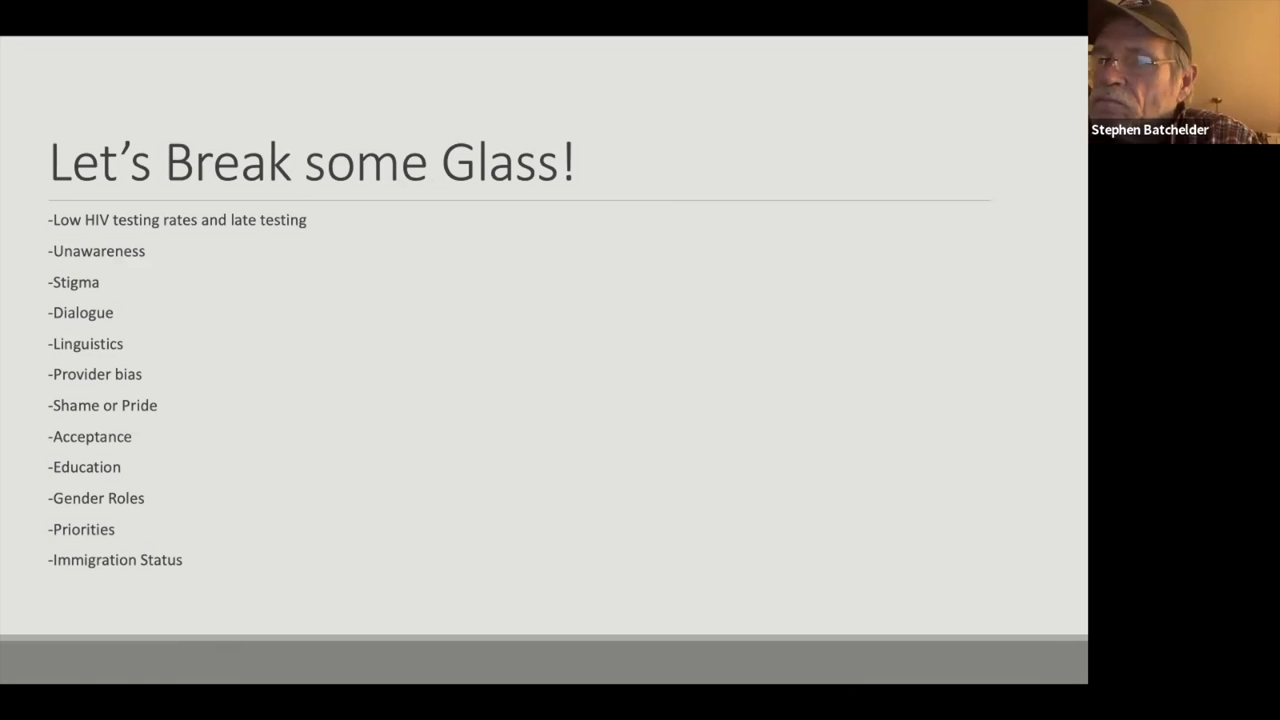 Let's Break some Glass!
-Low HIV testing rates and late testing
-Unawareness
-Stigma
-Dialogue
-Linguistics
-Provider bias
-Shame or Pride
-Acceptance
-Education
-Gender Roles
-Priorities
-Immigration Status
Stephen Batchelder